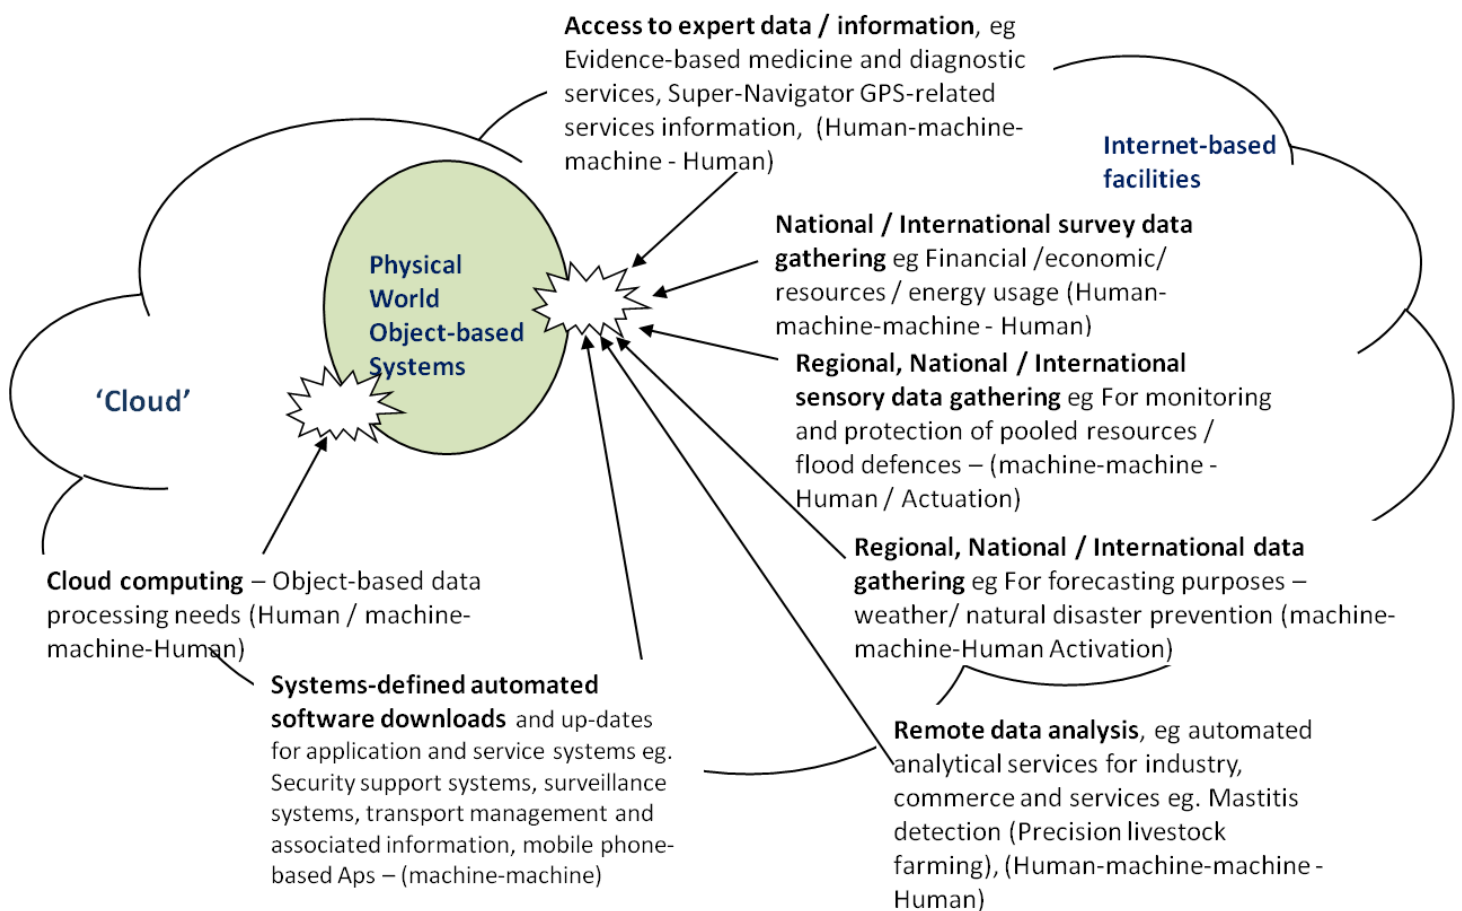 Access to expert data / information, eg
Evidence-based medicine and diagnostic
services, Super-Navigator GPS-related
services information,  (Human-machine-
machine - Human)
Internet-based
facilities
National / International survey data
gathering eg Financial /economic/
resources / energy usage (Human-
machine-machine - Human)
Physical
World
Object-based
Systems
Regional, National / International
sensory data gathering eg For monitoring
and protection of pooled resources /
flood defences – (machine-machine -
Human / Actuation)
‘Cloud’
Regional, National / International data
gathering eg For forecasting purposes –
weather/ natural disaster prevention (machine-
machine-Human Activation)
Cloud computing – Object-based data
processing needs (Human / machine-
machine-Human)
Systems-defined automated
software downloads and up-dates
for application and service systems eg.
Security support systems, surveillance
systems, transport management and
associated information, mobile phone-
based Aps – (machine-machine)
Remote data analysis, eg automated
analytical services for industry,
commerce and services eg. Mastitis
detection (Precision livestock
farming), (Human-machine-machine -
Human)